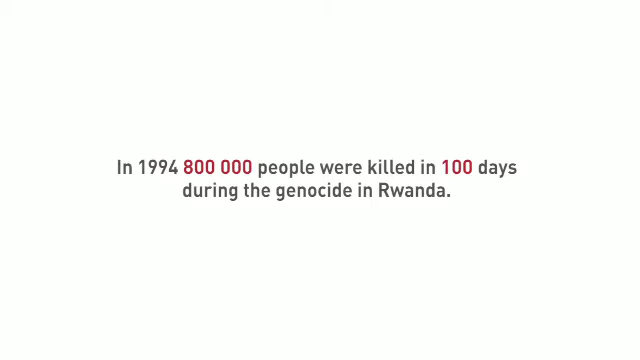 In 1994 800 000 people were killed in 100 days
during the genocide in Rwanda.